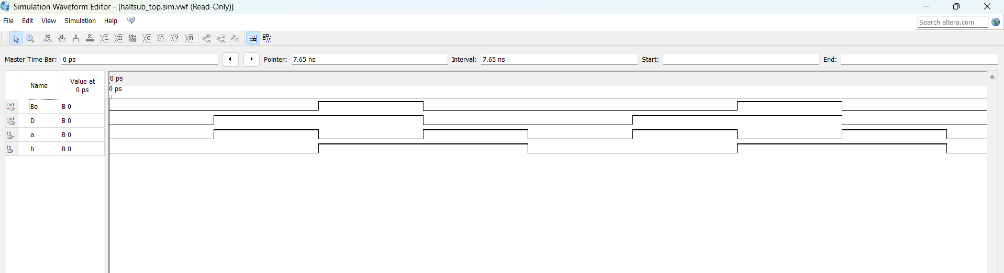 Simulation Waveform Editor - [halfsub_top.sim.vwf (Read-Only)]
File Edit View Simulation Help
Search altera.com
Master Time Bar: 0 ps Pointer: 7.65 ns Interval: 7.65 ns Start: End:
Name Value at 0 ps
0 ps
0 ps
Bo B 0
D B 0
a B 0
b B 0